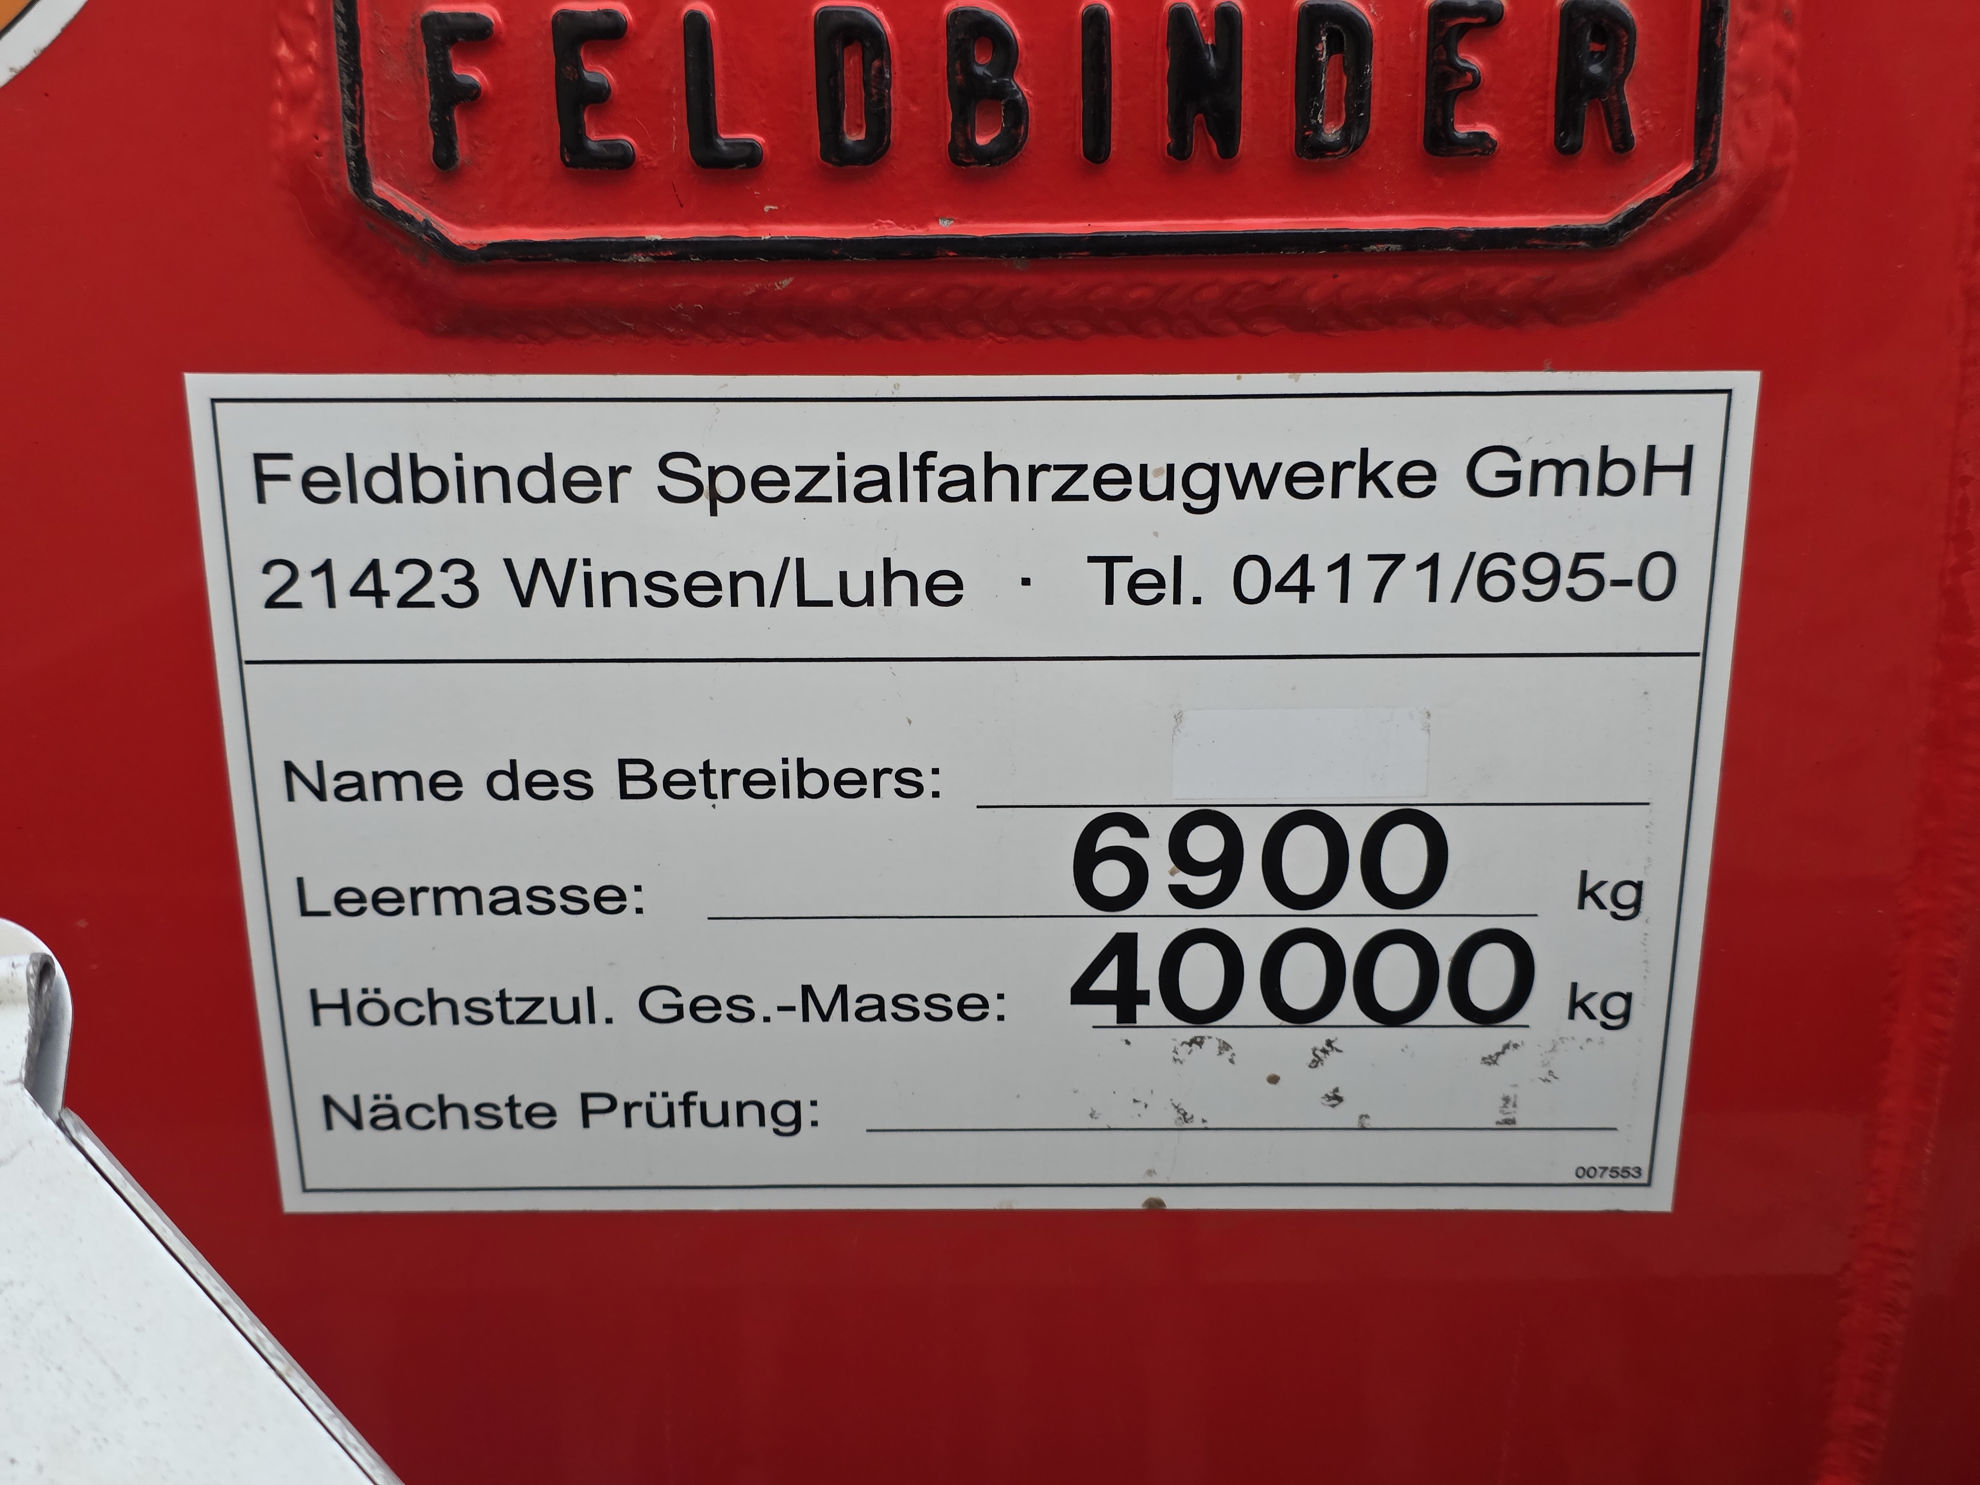 FELDBINDER
Feldbinder Spezialfahrzeugwerke GmbH
21423 Winsen/Luhe · Tel. 04171/695-0
Name des Betreibers:
Leermasse: 6900 kg
Höchstzul. Ges.-Masse: 40000 kg
Nächste Prüfung:
007553